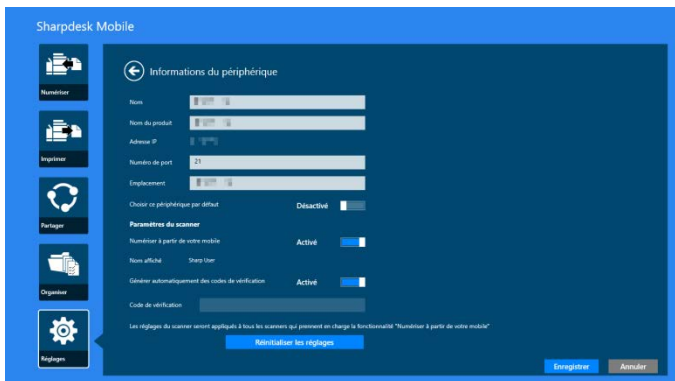 Sharpdesk Mobile
Numériser
Imprimer
Partager
Organiser
Réglages
Informations du périphérique
Nom
Nom du produit
Adresse IP
Numéro de port 21
Emplacement
Choisir ce périphérique par défaut Désactivé
Paramètres du scanner
Numériser à partir de votre mobile Activé
Nom affiché Sharp User
Générer automatiquement des codes de vérification Activé
Code de vérification
Les réglages du scanner seront appliqués à tous les scanners qui prennent en charge la fonctionnalité "Numériser à partir de votre mobile"
Réinitialiser les réglages
Enregistrer Annuler